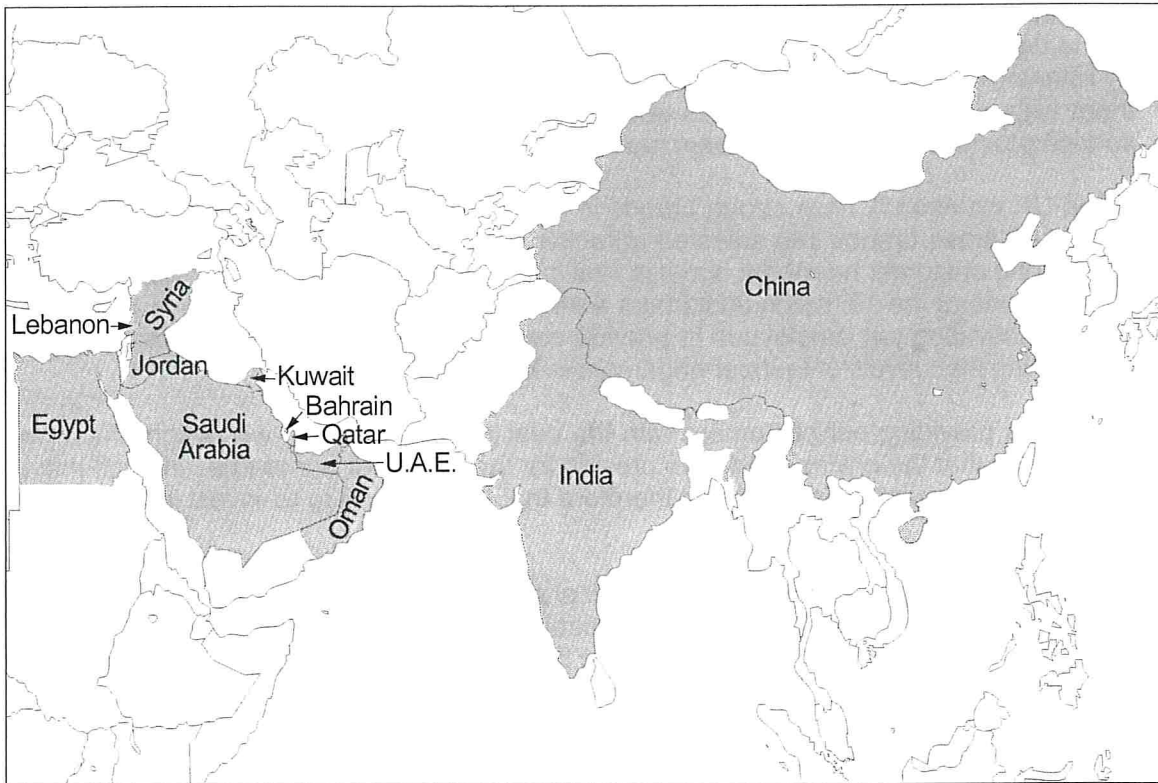 China
Syria
Lebanon
Jordan
Kuwait
Bahrain
Egypt
Saudi
Arabia
Qatar
U.A.E.
India
Oman